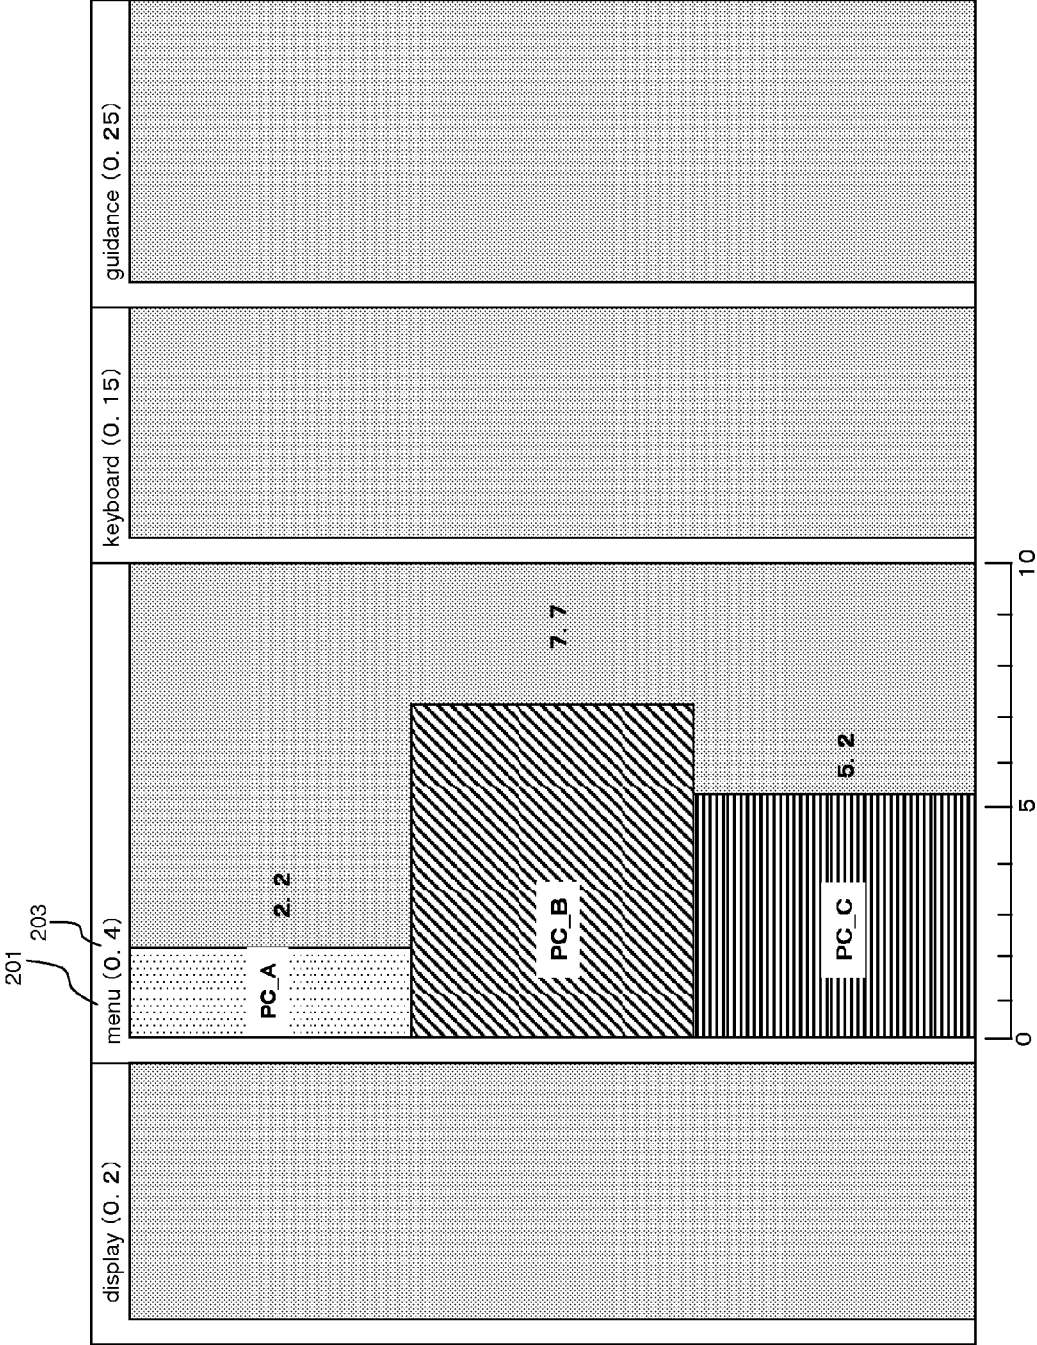 201
203
display (0. 2)
menu (0. 4)
keyboard (0. 15)
guidance (0. 25)
PC_A
2. 2
PC_B
7. 7
PC_C
5. 2
0
5
10